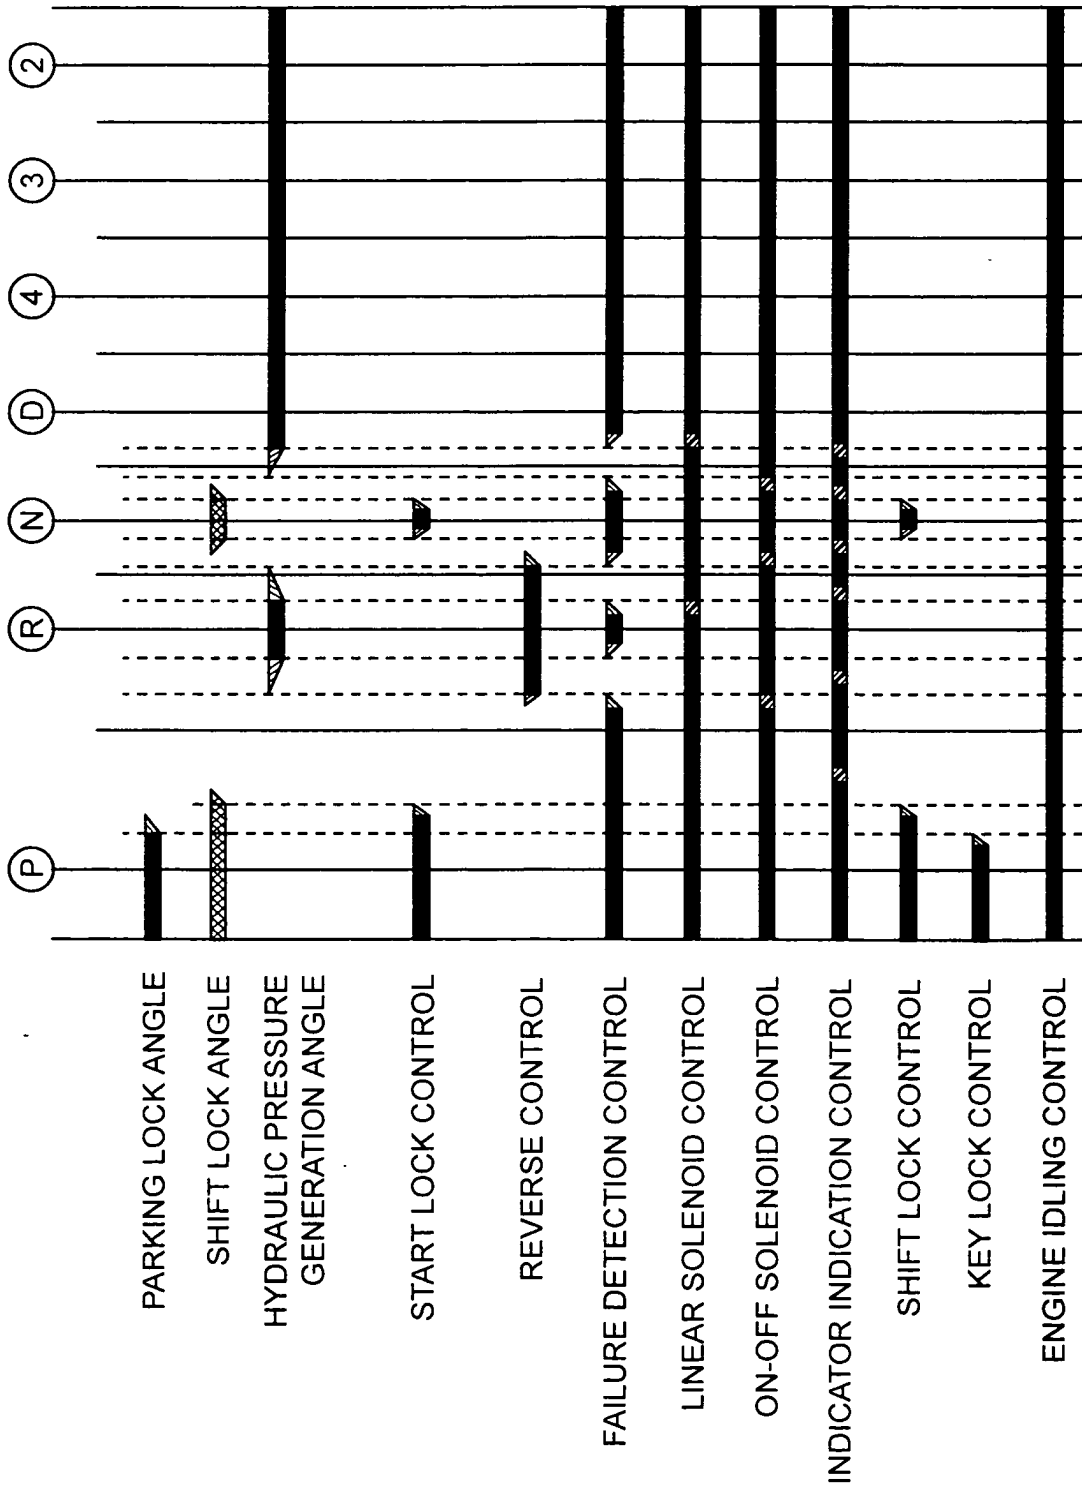 P
R
N
D
4
3
2
PARKING LOCK ANGLE
SHIFT LOCK ANGLE
HYDRAULIC PRESSURE
GENERATION ANGLE
START LOCK CONTROL
REVERSE CONTROL
FAILURE DETECTION CONTROL
LINEAR SOLENOID CONTROL
ON-OFF SOLENOID CONTROL
INDICATOR INDICATION CONTROL
SHIFT LOCK CONTROL
KEY LOCK CONTROL
ENGINE IDLING CONTROL